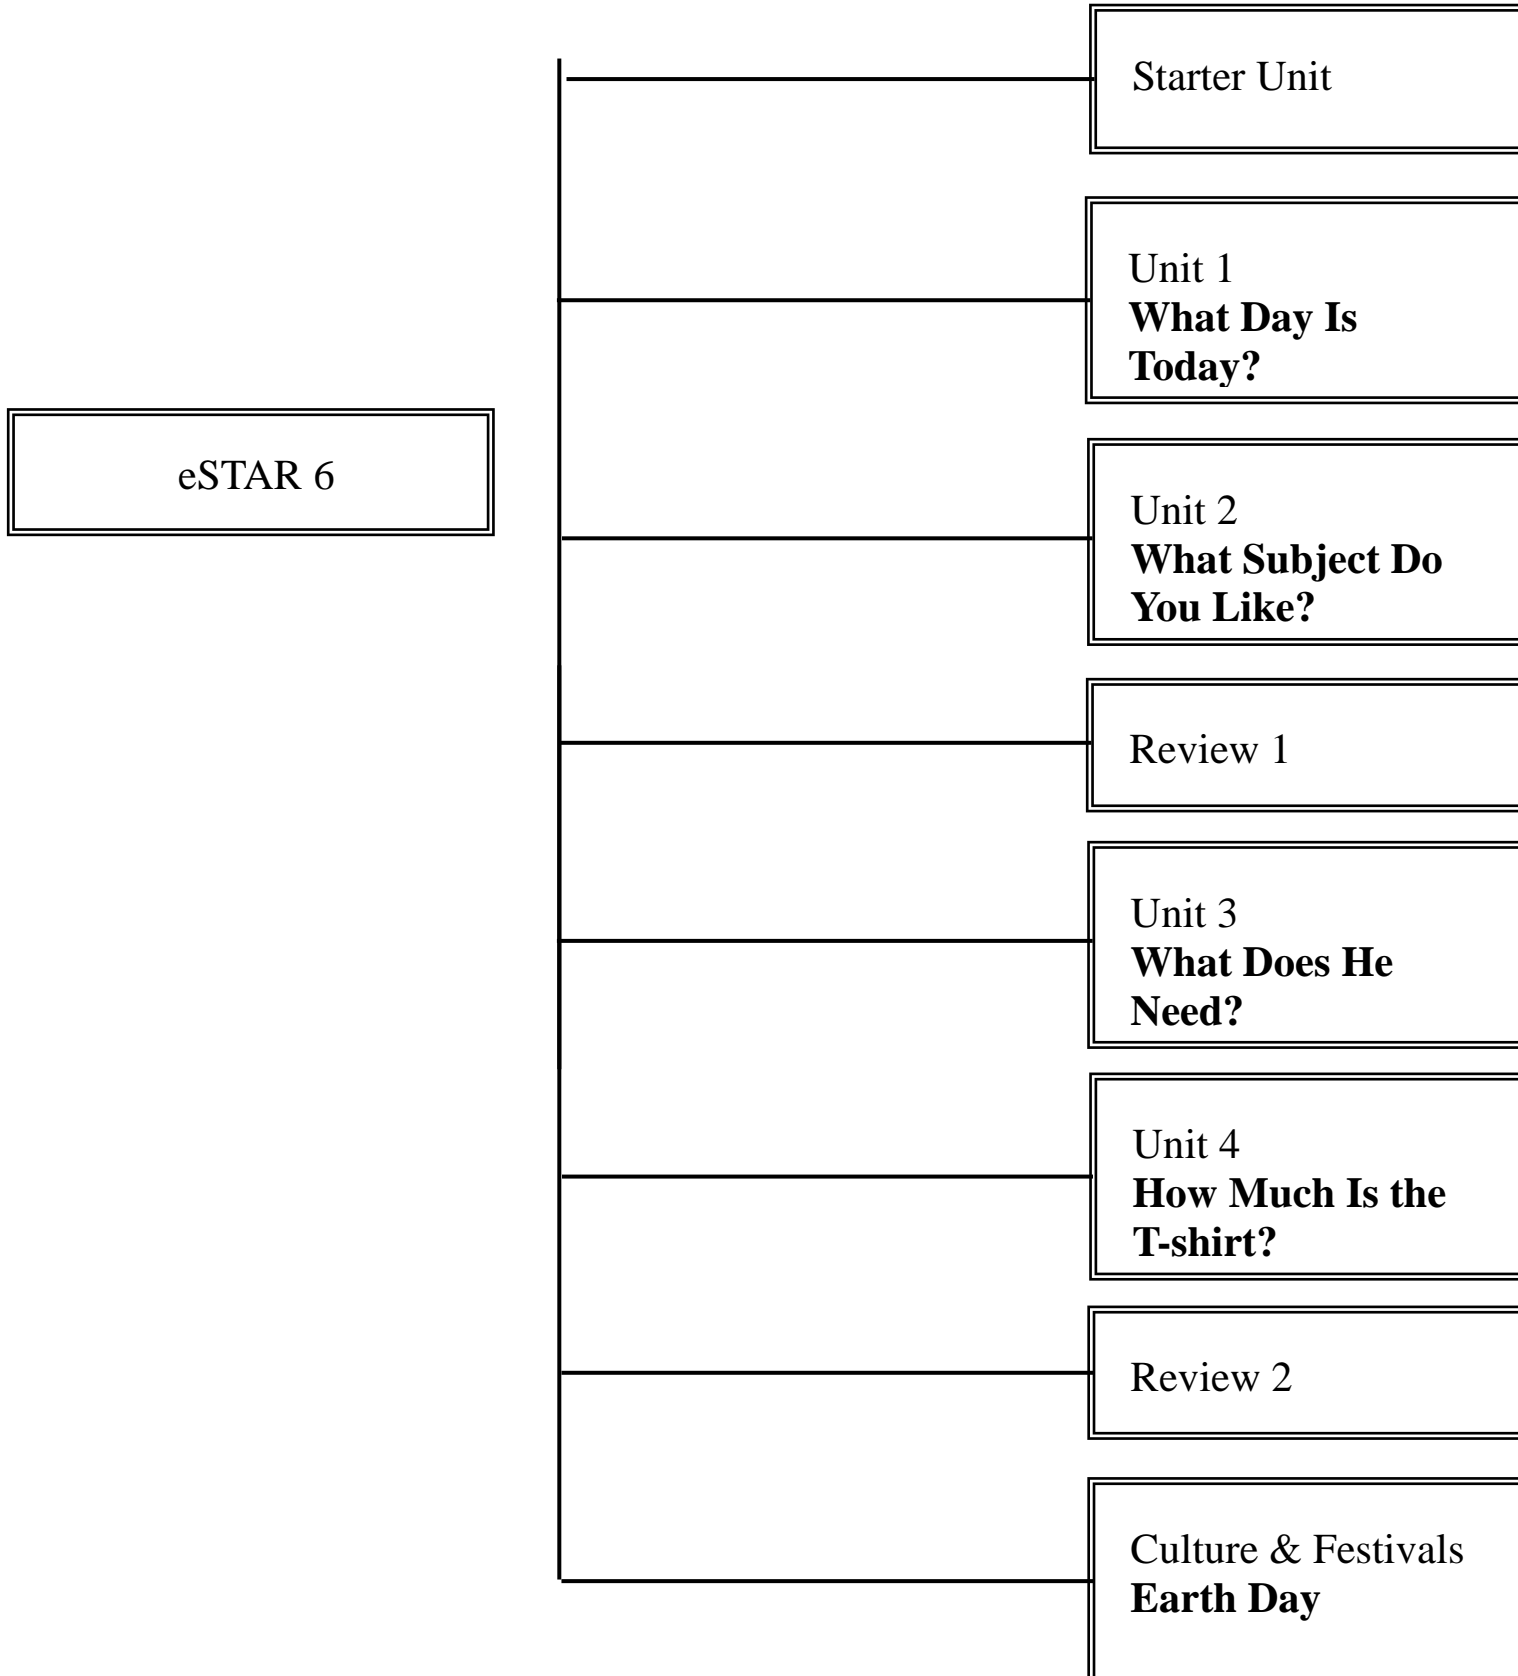 Starter Unit
Unit 1
What Day Is
Today?
eSTAR 6
Unit 2
What Subject Do
You Like?
Review 1
Unit 3
What Does He
Need?
Unit 4
How Much Is the
T-shirt?
Review 2
Culture & Festivals
Earth Day